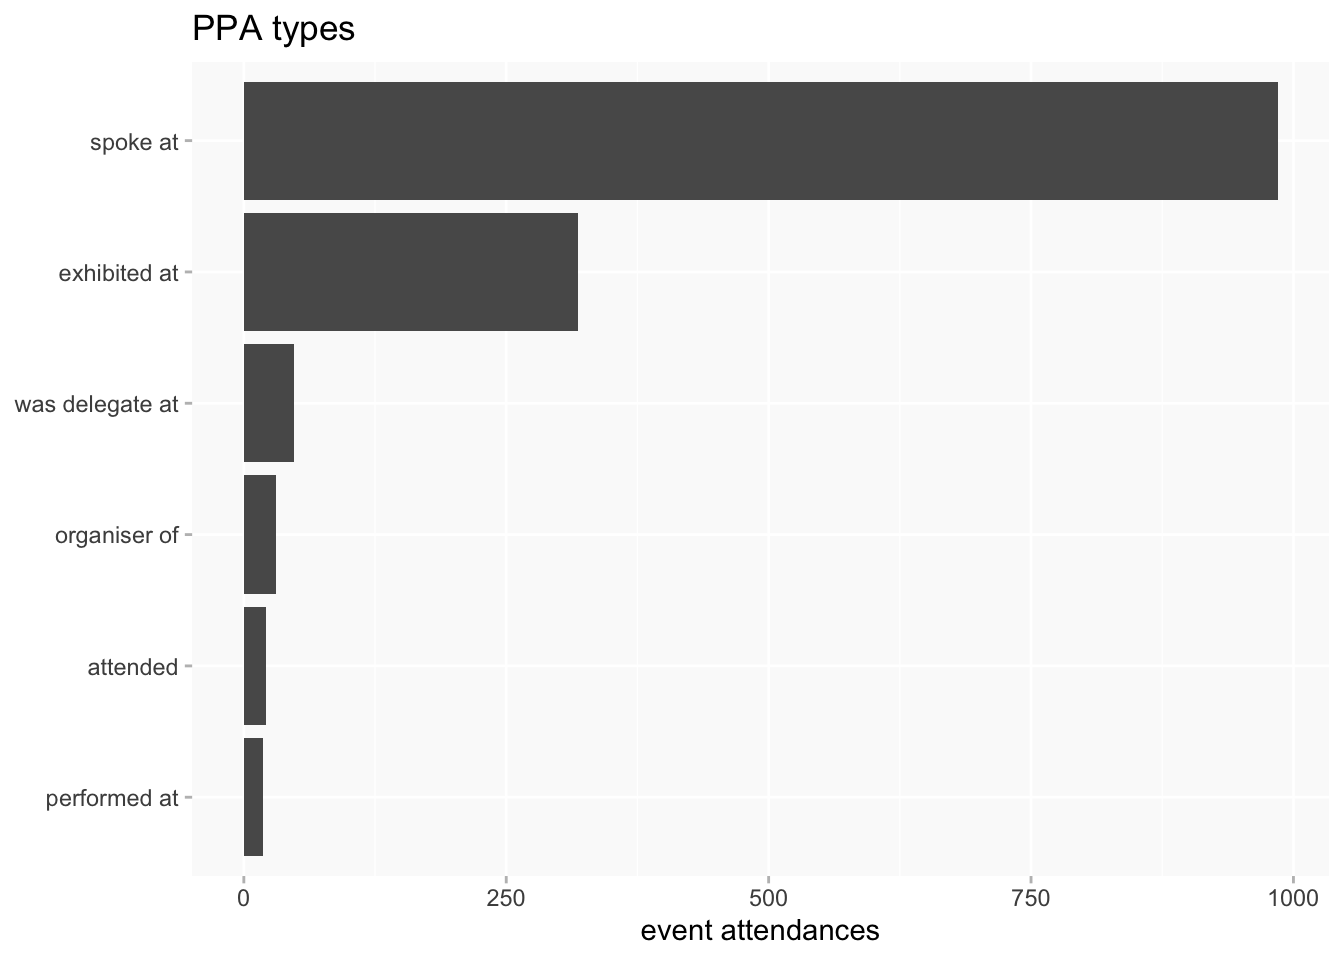 PPA types
spoke at
exhibited at
was delegate at
organiser of
attended
performed at
0 250 500 750 1000
event attendances